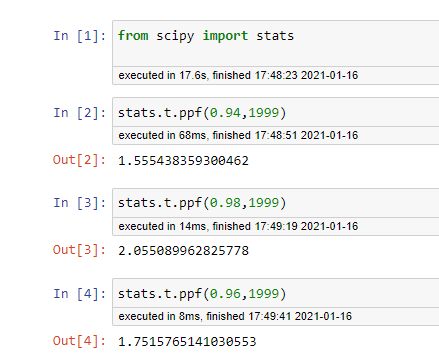 In [1]: from scipy import stats
executed in 17.6s, finished 17:48:23 2021-01-16
In [2]: stats.t.ppf(0.94,1999)
executed in 68ms, finished 17:48:51 2021-01-16
Out[2]: 1.555438359300462
In [3]: stats.t.ppf(0.98,1999)
executed in 14ms, finished 17:49:19 2021-01-16
Out[3]: 2.055089962825778
In [4]: stats.t.ppf(0.96,1999)
executed in 8ms, finished 17:49:41 2021-01-16
Out[4]: 1.7515765141030553